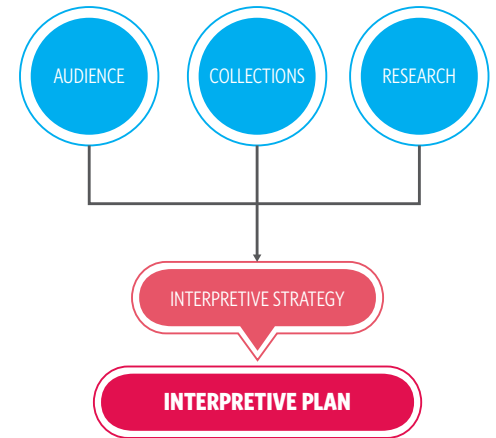 AUDIENCE
COLLECTIONS
RESEARCH
INTERPRETIVE STRATEGY
INTERPRETIVE PLAN